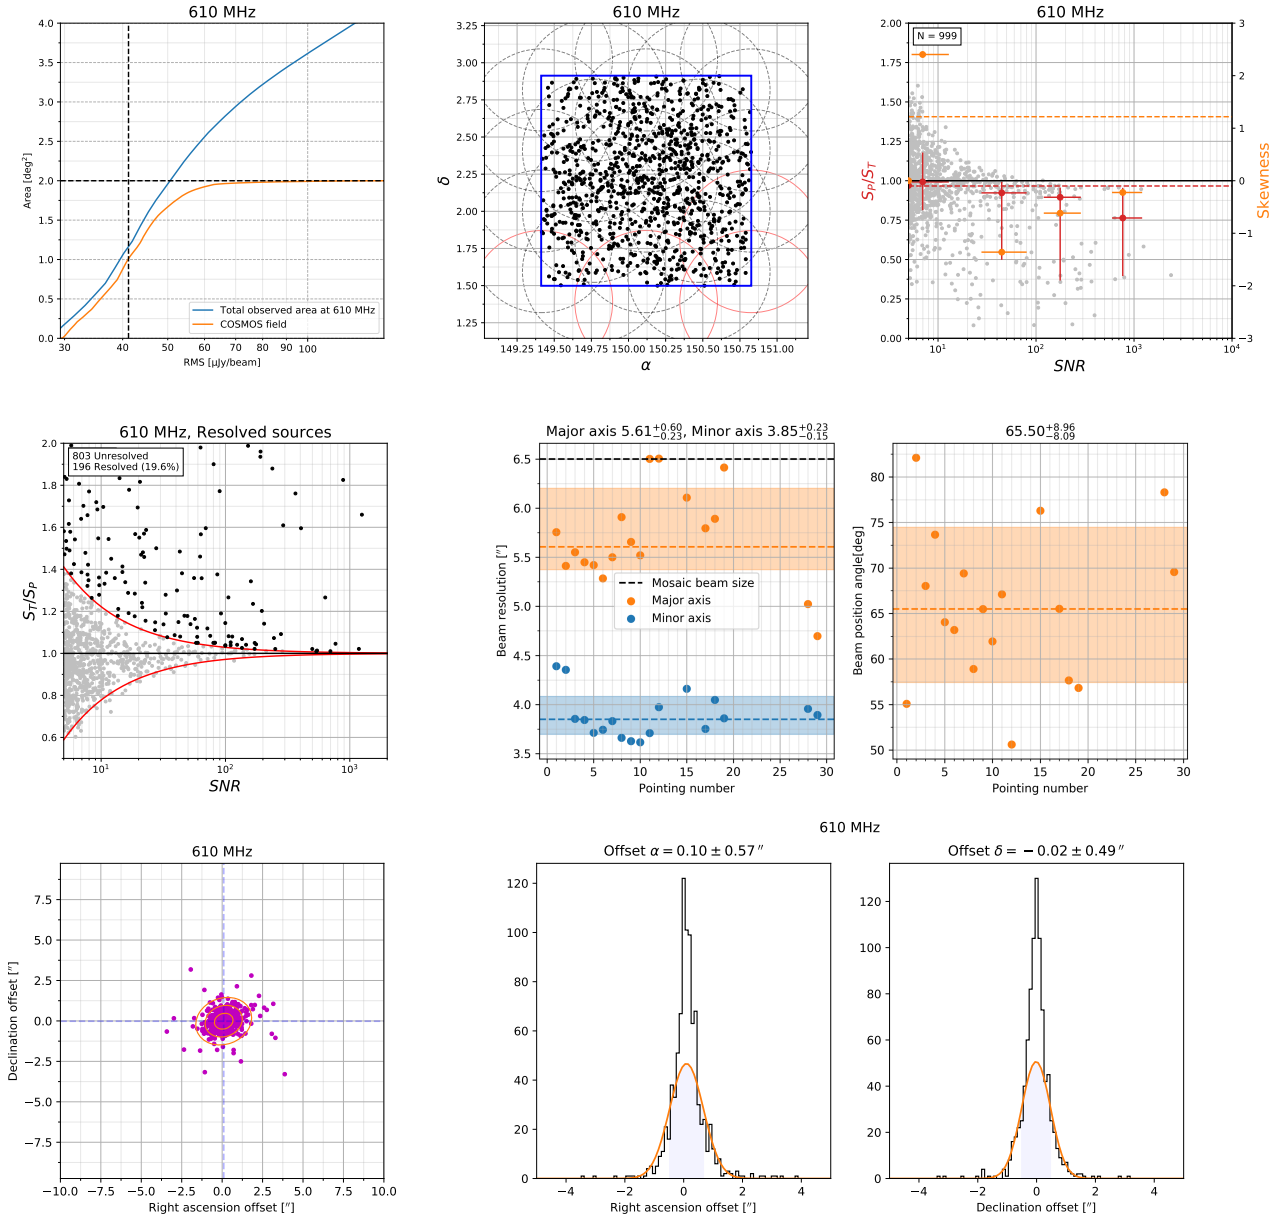 610 MHz
4.0
3.5
3.0
2.5
2.0
1.5
1.0
0.5
0.0
Area [deg²]
30 40 50 60 70 80 90 100
RMS [μJy/beam]
Total observed area at 610 MHz
COSMOS field
610 MHz
3.25
3.00
2.75
2.50
2.25
2.00
1.75
1.50
1.25
δ
149.25 149.50 149.75 150.00 150.25 150.50 150.75 151.00
α
610 MHz
N = 999
2.00
1.75
1.50
1.25
1.00
0.75
0.50
0.25
0.00
S_P/S_T
3
2
1
0
−1
−2
−3
Skewness
10¹ 10² 10³ 10⁴
SNR
610 MHz, Resolved sources
803 Unresolved
196 Resolved (19.6%)
2.0
1.8
1.6
1.4
1.2
1.0
0.8
0.6
S_T/S_P
10¹ 10² 10³
SNR
Major axis 5.61^{+0.60}_{−0.23}, Minor axis 3.85^{+0.23}_{−0.15}
6.5
6.0
5.5
5.0
4.5
4.0
3.5
Beam resolution [″]
Mosaic beam size
Major axis
Minor axis
0 5 10 15 20 25 30
Pointing number
65.50^{+8.96}_{−8.09}
80
75
70
65
60
55
50
Beam position angle[deg]
0 5 10 15 20 25 30
Pointing number
610 MHz
7.5
5.0
2.5
0.0
−2.5
−5.0
−7.5
Declination offset [″]
−10.0 −7.5 −5.0 −2.5 0.0 2.5 5.0 7.5 10.0
Right ascension offset [″]
610 MHz
Offset α = 0.10 ± 0.57 ″
120
100
80
60
40
20
0
−4 −2 0 2 4
Right ascension offset [″]
Offset δ = − 0.02 ± 0.49 ″
120
100
80
60
40
20
0
−4 −2 0 2 4
Declination offset [″]